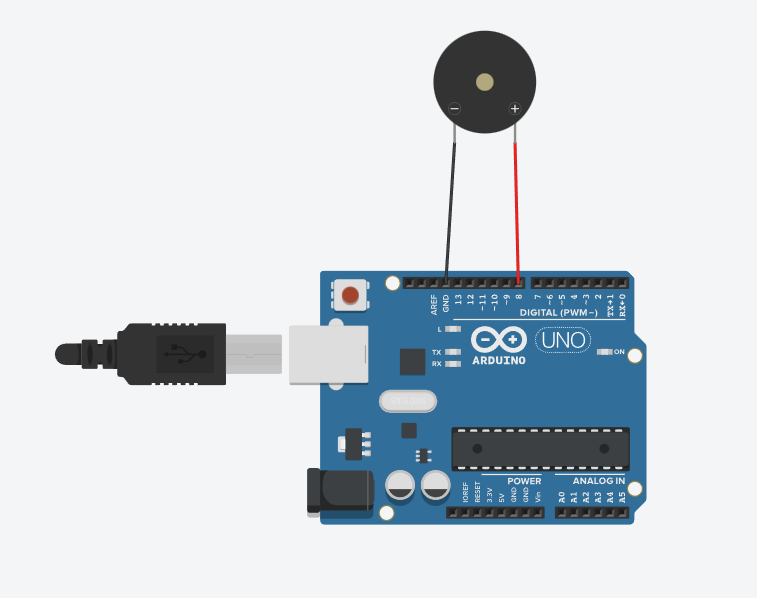 − +
AREF GND 13 12 ~11 ~10 ~9 8 7 ~6 ~5 4 ~3 2 TX→1 RX←0
DIGITAL (PWM~)
L
TX
RX
UNO
ON
ARDUINO
POWER
ANALOG IN
IOREF RESET 3.3V 5V GND GND Vin A0 A1 A2 A3 A4 A5